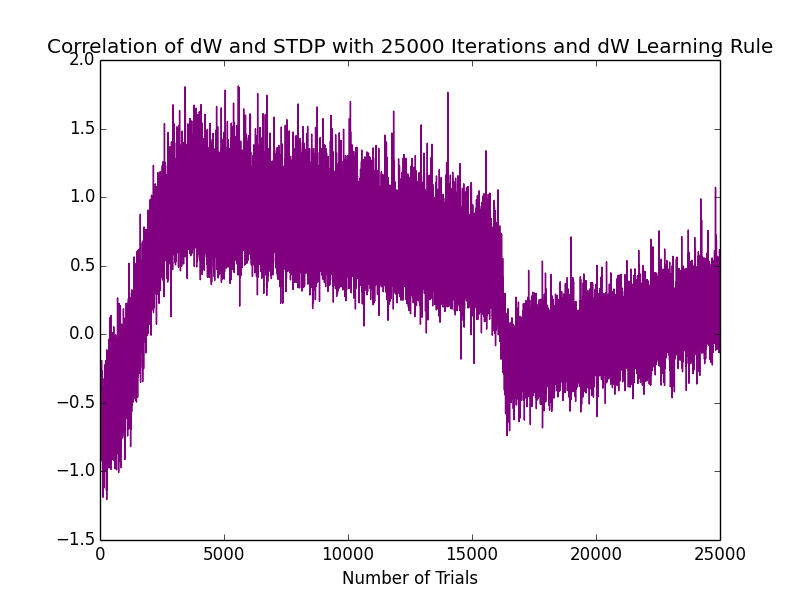 Correlation of dW and STDP with 25000 Iterations and dW Learning Rule
2.0
1.5
1.0
0.5
0.0
−0.5
−1.0
−1.5
0 5000 10000 15000 20000 25000
Number of Trials